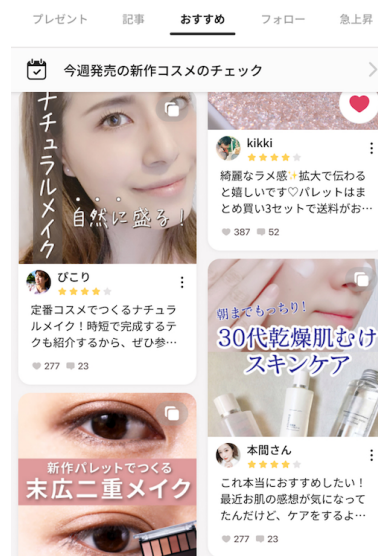 プレゼント
記事
おすすめ
フォロー
急上昇
今週発売の新作コスメのチェック
ナチュラルメイク
自然に盛る!
ぴこり
定番コスメでつくるナチュラ
ルメイク！時短で完成するテ
クも紹介するから、ぜひ参…
277
23
新作パレットでつくる
末広二重メイク
kikki
綺麗なラメ感✨拡大で伝わる
と嬉しいです♡パレットはま
とめ買い3セットで送料がお…
387
52
朝までもっちり!
30代乾燥肌むけ
スキンケア
本間さん
これ本当におすすめしたい！
最近お肌の感想が気になって
たんだけど、ケアをするよ…
277
23